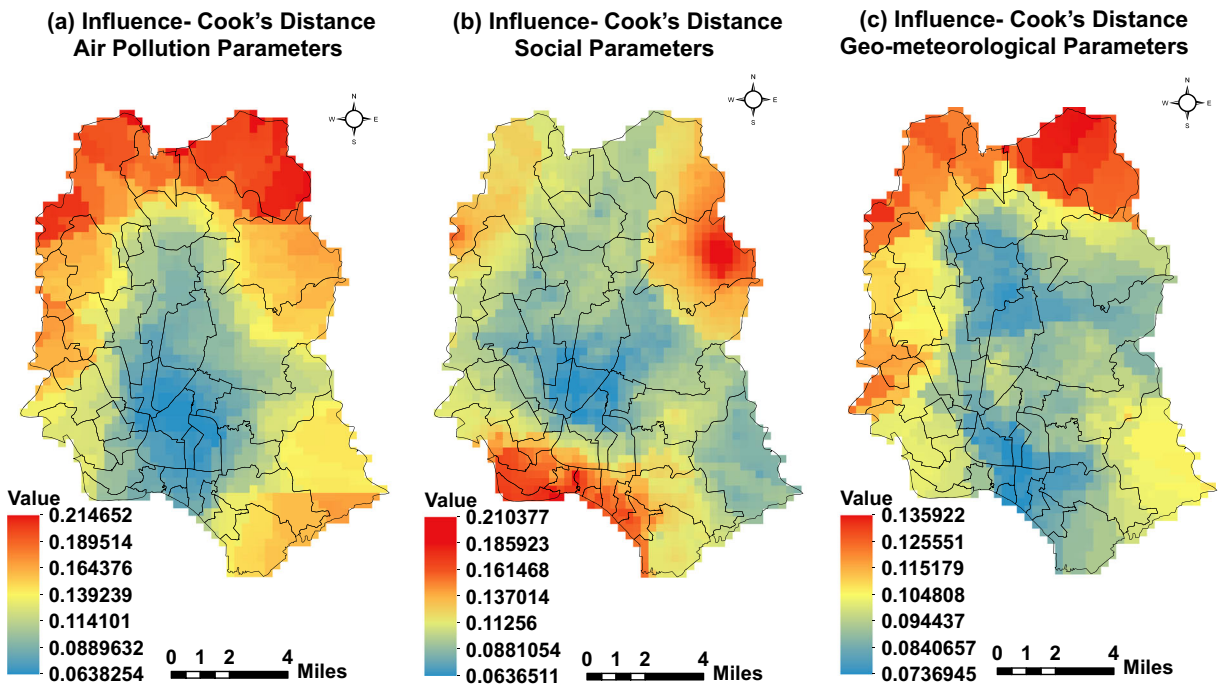 (a) Influence- Cook's Distance
Air Pollution Parameters
N
W E
S
Value
0.214652
0.189514
0.164376
0.139239
0.114101
0.0889632
0.0638254
0 1 2 4
Miles
(b) Influence- Cook's Distance
Social Parameters
N
W E
S
Value
0.210377
0.185923
0.161468
0.137014
0.11256
0.0881054
0.0636511
0 1 2 4
Miles
(c) Influence- Cook's Distance
Geo-meteorological Parameters
N
W E
S
Value
0.135922
0.125551
0.115179
0.104808
0.094437
0.0840657
0.0736945
0 1 2 4
Miles